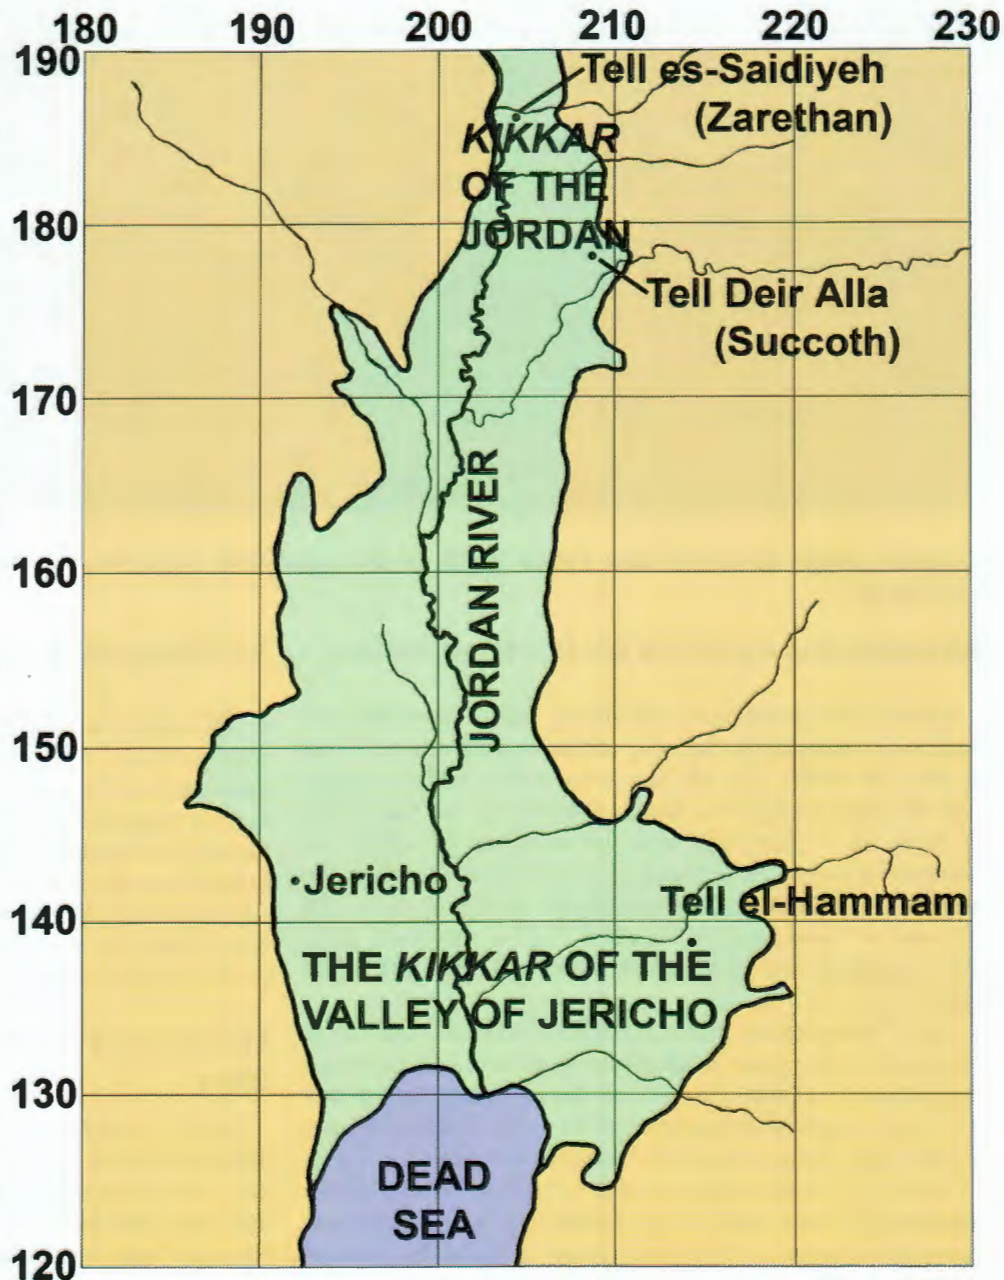 180 190 200 210 220 230
190
Tell es-Saidiyeh
(Zarethan)
KIKKAR
OF THE
JORDAN
180
Tell Deir Alla
(Succoth)
170
JORDAN RIVER
160
150
Jericho
Tell el-Hammam
140
THE KIKKAR OF THE
VALLEY OF JERICHO
130
DEAD
SEA
120